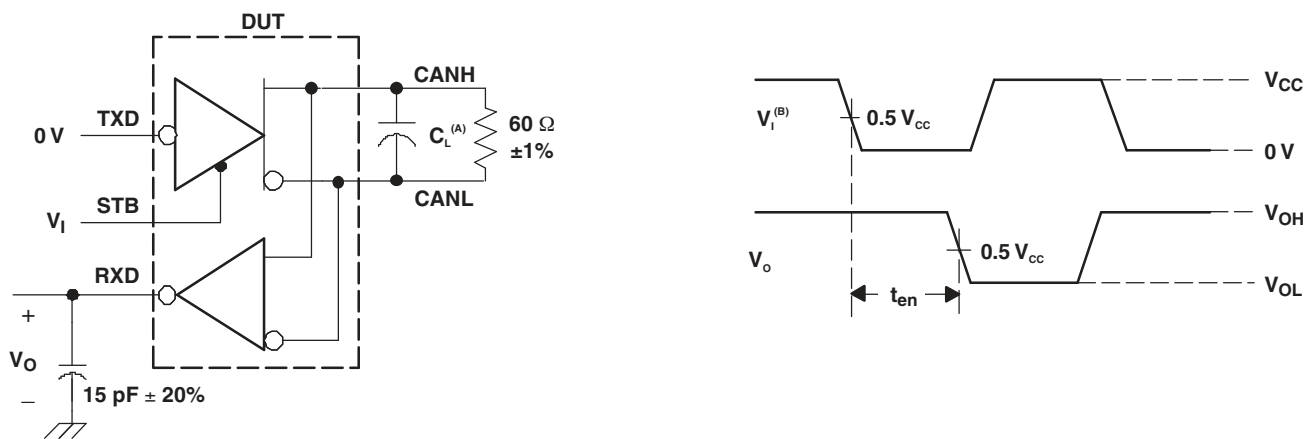 DUT
CANH
TXD
0 V
C_L^(A)
60 Ω
±1%
STB
V_I
CANL
RXD
+
V_O
–
15 pF ± 20%
V_I^(B)
0.5 V_CC
V_CC
0 V
V_OH
V_O
0.5 V_CC
t_en
V_OL